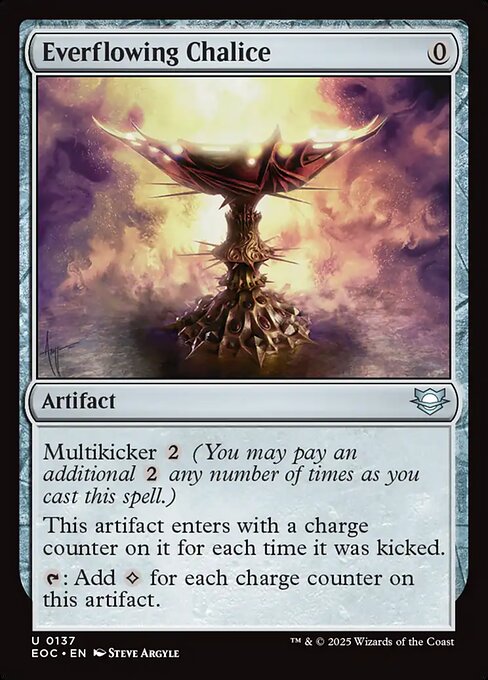 Everflowing Chalice 0
Artifact
Multikicker 2 (You may pay an
additional 2 any number of times as you
cast this spell.)
This artifact enters with a charge
counter on it for each time it was kicked.
: Add for each charge counter on
this artifact.
U 0137
EOC • EN Steve Argyle
™ & © 2025 Wizards of the Coast